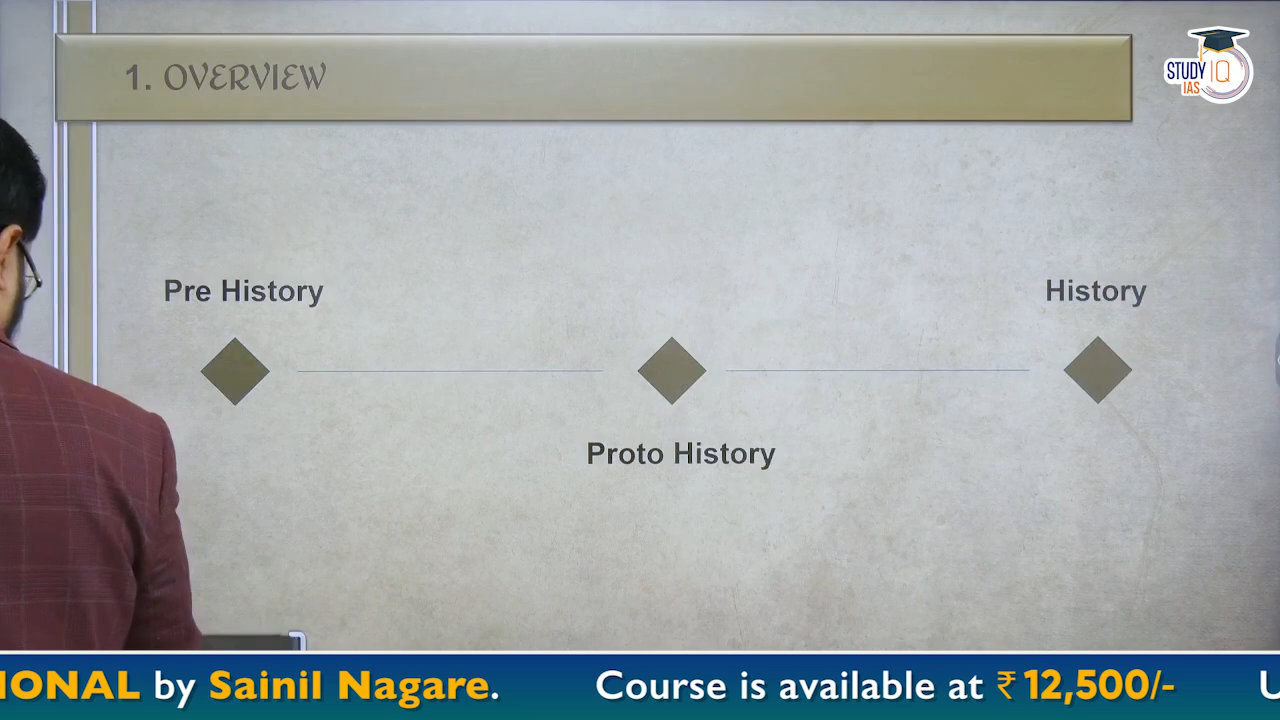 1. OVERVIEW
STUDY IQ
IAS
Pre History
History
Proto History
IONAL by Sainil Nagare. Course is available at ₹12,500/- U